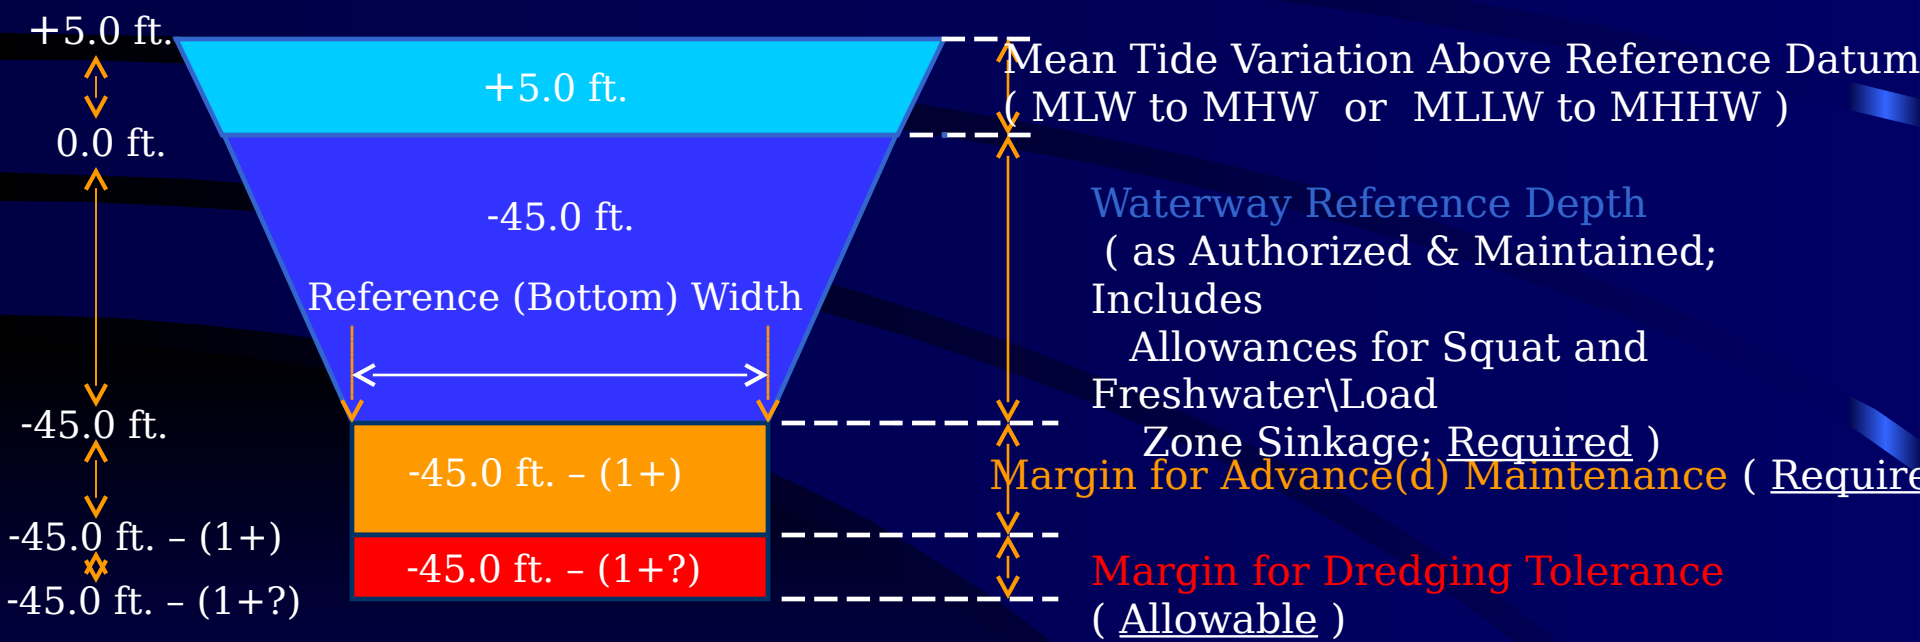 +5.0 ft.
0.0 ft.
-45.0 ft.
-45.0 ft. – (1+)
-45.0 ft. – (1+?)
+5.0 ft.
-45.0 ft.
Reference (Bottom) Width
-45.0 ft. – (1+)
-45.0 ft. – (1+?)
Mean Tide Variation Above Reference Datum
( MLW to MHW or MLLW to MHHW )
Waterway Reference Depth
( as Authorized & Maintained;
Includes
Allowances for Squat and
Freshwater\Load
Zone Sinkage; Required )
Margin for Advance(d) Maintenance ( Require
Margin for Dredging Tolerance
( Allowable )